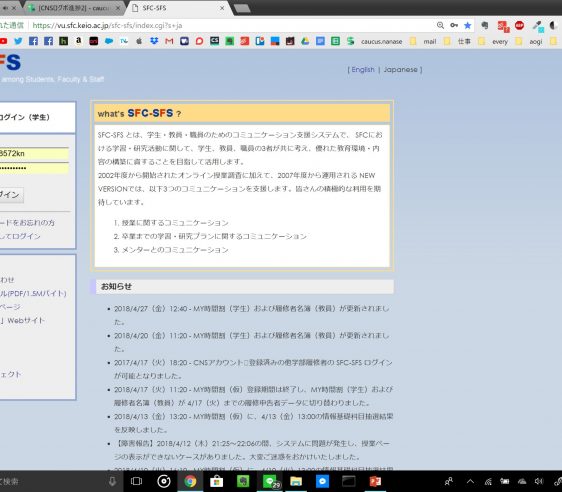 [CNSログポ進捗2] - caucus
SFC-SFS
れた通信
https://vu.sfc.keio.ac.jp/sfc-sfs/index.cgi?s=ja
caucus.nanase
mail
仕事
every
aogi
FS
among Students, Faculty & Staff
[ English | Japanese ]
ログイン（学生）
8572kn
グイン
ードをお忘れの方
してログイン
わせ
ル(PDF/1.5Mバイト)
ページ
」Webサイト
ェクト
what's SFC-SFS ?
SFC-SFS とは、学生・教員・職員のためのコミュニケーション支援システムで、 SFCにお
ける学習・研究活動に関して、学生、教員、職員の3者が共に考え、優れた教育環境・内
容の構築に資することを目指して活用します。
2002年度から開始されたオンライン授業調査に加えて、2007年度から運用される NEW
VERSIONでは、以下3つのコミュニケーションを支援します。皆さんの積極的な利用を期
待しています。
1. 授業に関するコミュニケーション
2. 卒業までの学習・研究プランに関するコミュニケーション
3. メンターとのコミュニケーション
お知らせ
2018/4/27（金）12:40 - MY時間割（学生）および履修者名簿（教員）が更新されまし
た。
2018/4/20（金）11:20 - MY時間割（学生）および履修者名簿（教員）が更新されまし
た。
2017/4/17（火）18:20 - CNSアカウント 登録済みの他学部履修者の SFC-SFS ログイン
が可能となりました。
2018/4/17（火）11:20 - MY時間割（仮）登録期間は終了し、MY時間割（学生）および
履修者名簿（教員）が 4/17（火）までの履修申告者データに切り替わりました。
2018/4/13（金）13:20 - MY時間割（仮）に、4/13（金）13:00の情報基礎科目抽選結果
を反映しました。
【障害報告】2018/4/12（木）21:25～22:06の間、システムに問題が発生し、授業ペー
ジの表示ができないケースがありました。大変ご迷惑をおかけいたしました。
て検索
29